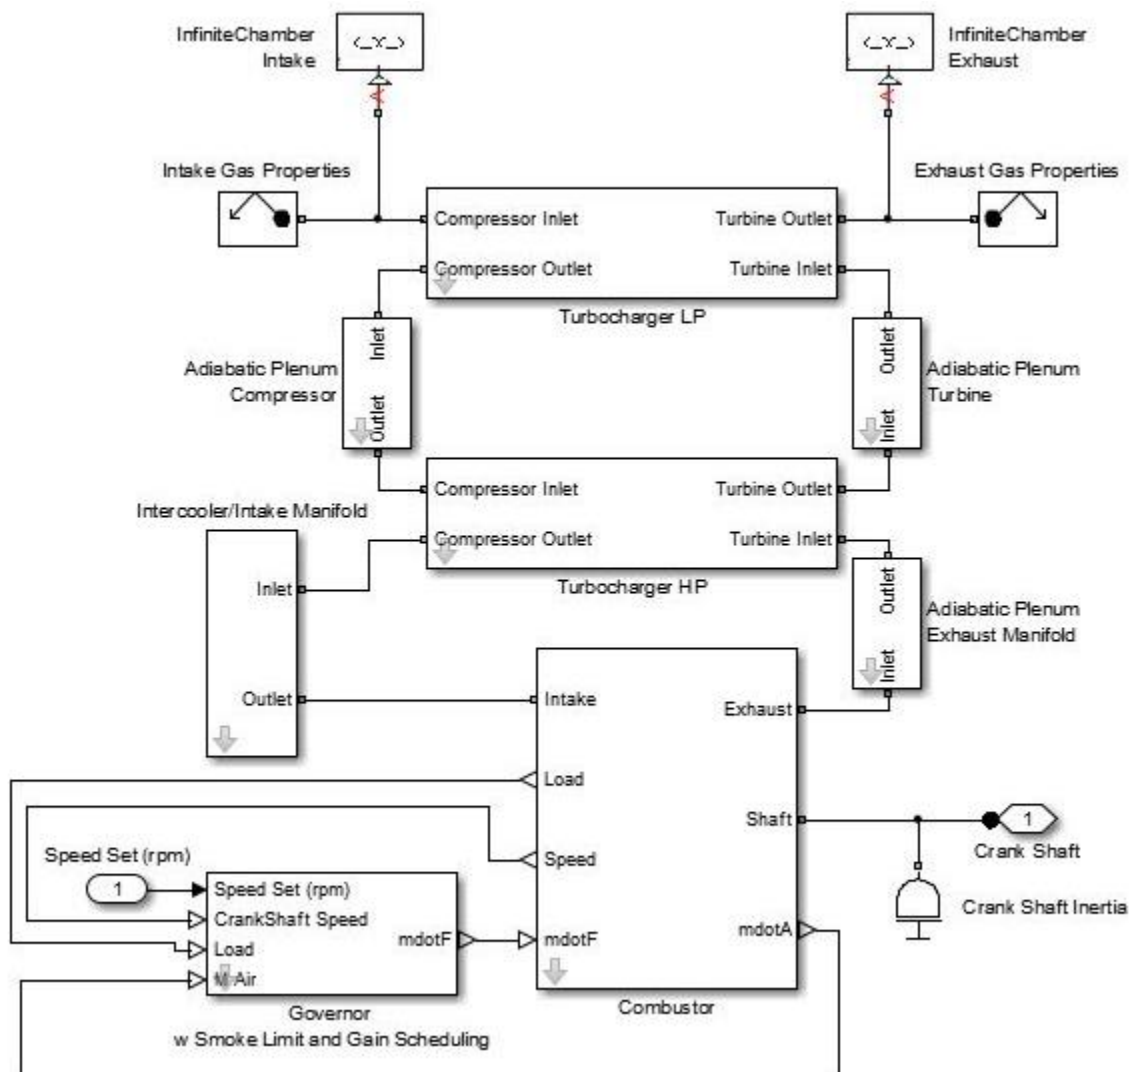 InfiniteChamber
Intake
InfiniteChamber
Exhaust
Intake Gas Properties
Exhaust Gas Properties
Compressor Inlet
Turbine Outlet
Compressor Outlet
Turbine Inlet
Turbocharger LP
Inlet
Outlet
Adiabatic Plenum
Compressor
Outlet
Inlet
Adiabatic Plenum
Turbine
Compressor Inlet
Turbine Outlet
Intercooler/Intake Manifold
Compressor Outlet
Turbine Inlet
Turbocharger HP
Inlet
Outlet
Outlet
Inlet
Adiabatic Plenum
Exhaust Manifold
Intake
Exhaust
Load
Shaft
Speed
mdotA
mdotF
Combustor
1
Crank Shaft
Crank Shaft Inertia
Speed Set (rpm)
1
Speed Set (rpm)
CrankShaft Speed
Load
M Air
mdotF
Governor
w Smoke Limit and Gain Scheduling